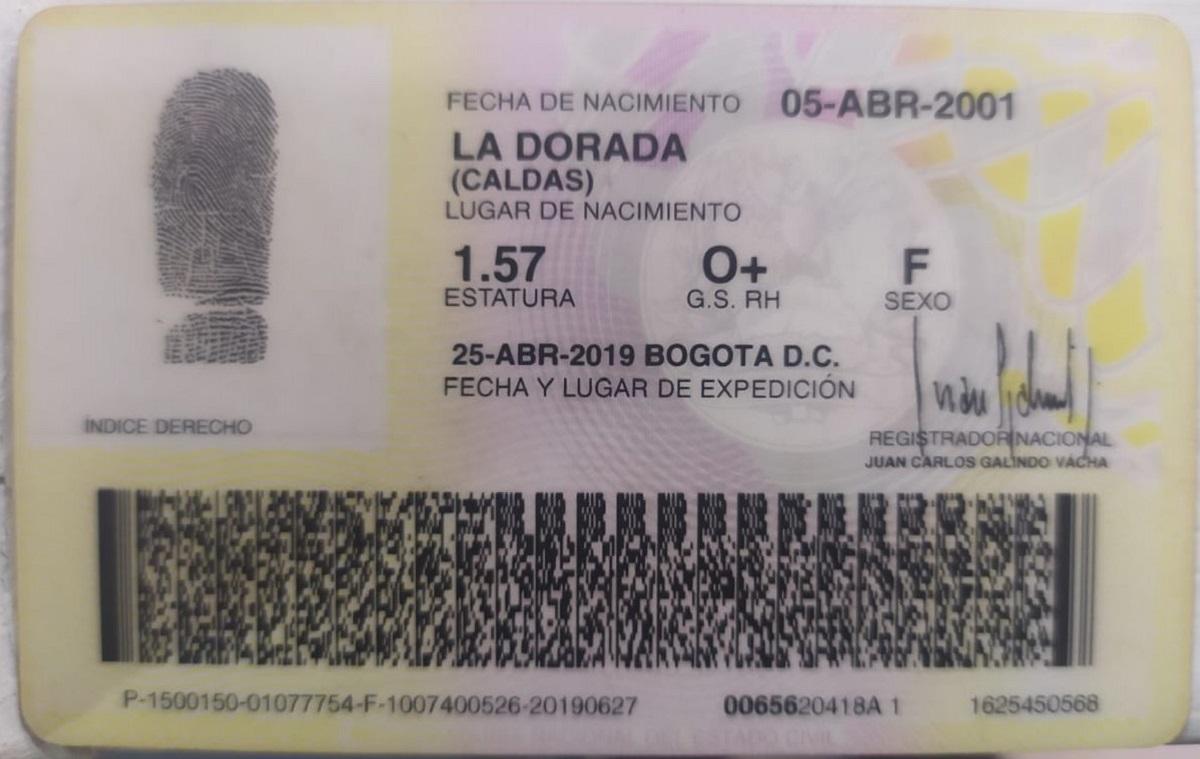 FECHA DE NACIMIENTO 05-ABR-2001
LA DORADA
(CALDAS)
LUGAR DE NACIMIENTO
1.57 O+ F
ESTATURA G.S. RH SEXO
25-ABR-2019 BOGOTA D.C.
FECHA Y LUGAR DE EXPEDICIÓN
ÍNDICE DERECHO
REGISTRADOR NACIONAL
JUAN CARLOS GALINDO VÁCHA
P-1500150-01077754-F-1007400526-20190627 0065620418A 1 1625450568
NACIONAL DEL ESTADO CIVIL